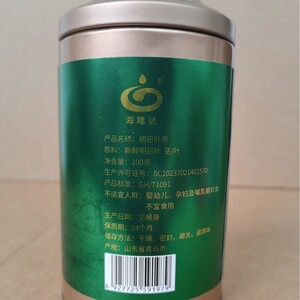 海隆达
产品名称：明日叶茶
原料：新鲜明日叶 茎/叶
净含量：100克
生产许可证号：SC10237021401570
产品标准：GH/T1091
不适宜人群：婴幼儿、孕妇及哺乳期妇女
不宜食用
生产日期：见罐身
保质期：24个月
储存方法：干燥，密封，避光，避异味
产地：山东省青岛市
6 927725 591979